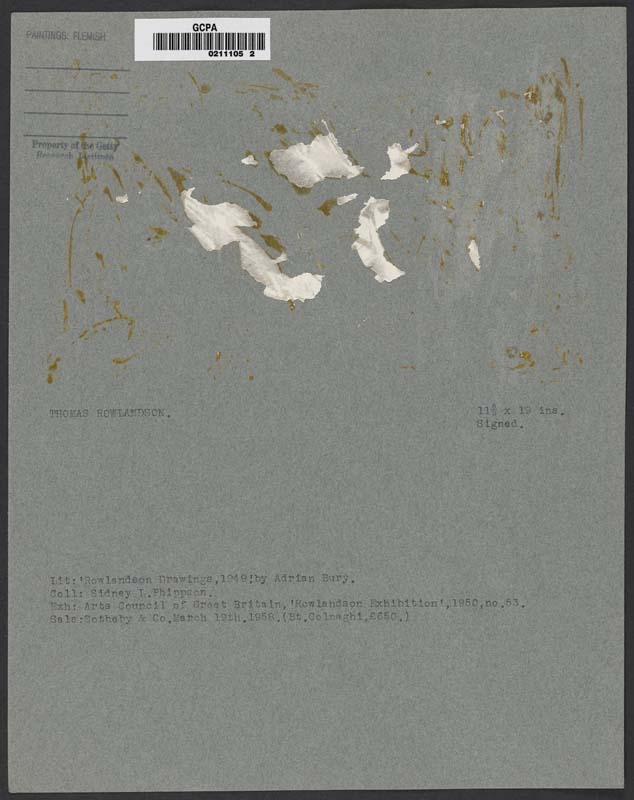 PAINTINGS: FLEMISH
GCPA
0211105 2
Property of the Getty
Research Institute
THOMAS ROWLANDSON.
11½ x 19 ins.
Signed.
Lit:'Rowlandson Drawings,1949'by Adrian Bury.
Coll: Sidney L.Phippson.
Exh: Arts Council of Great Britain,'Rowlandson Exhibition',1950,no.53.
Sale:Sotheby & Co.March 19th.1958.(Bt.Colnaghi,£650.)